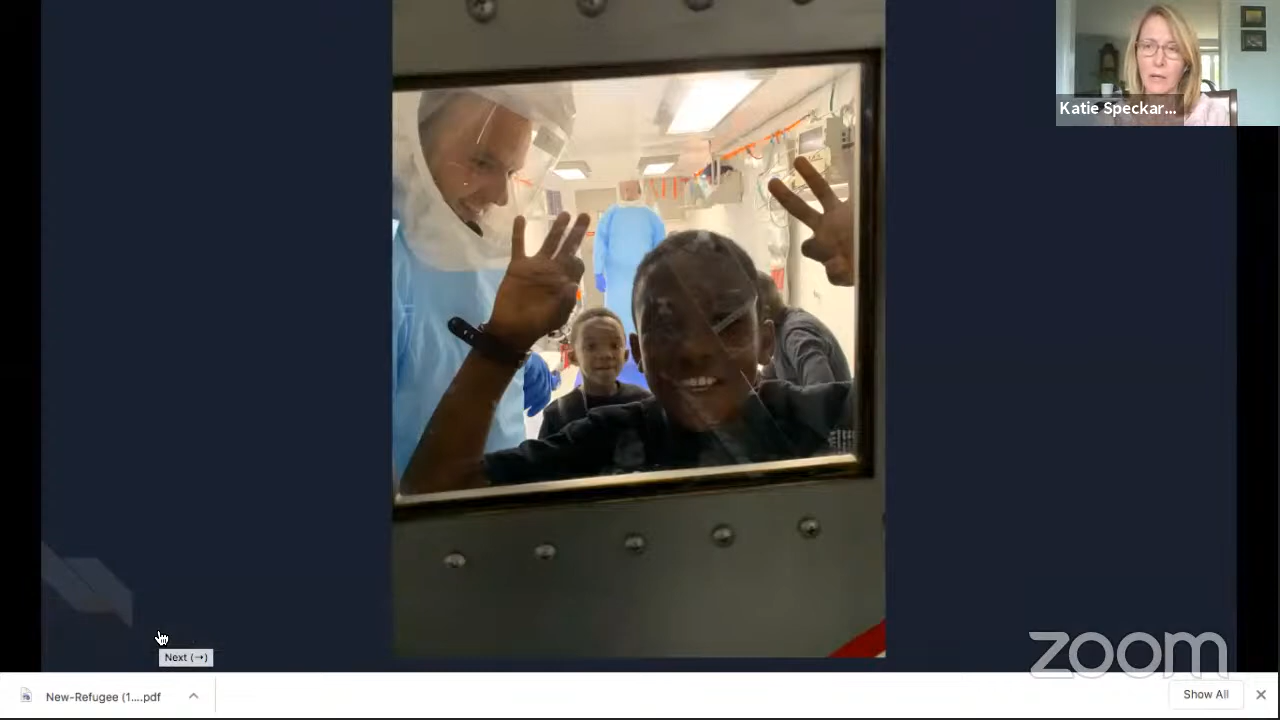 Katie Speckar...
Next (→)
zoom
New-Refugee (1....pdf
Show All